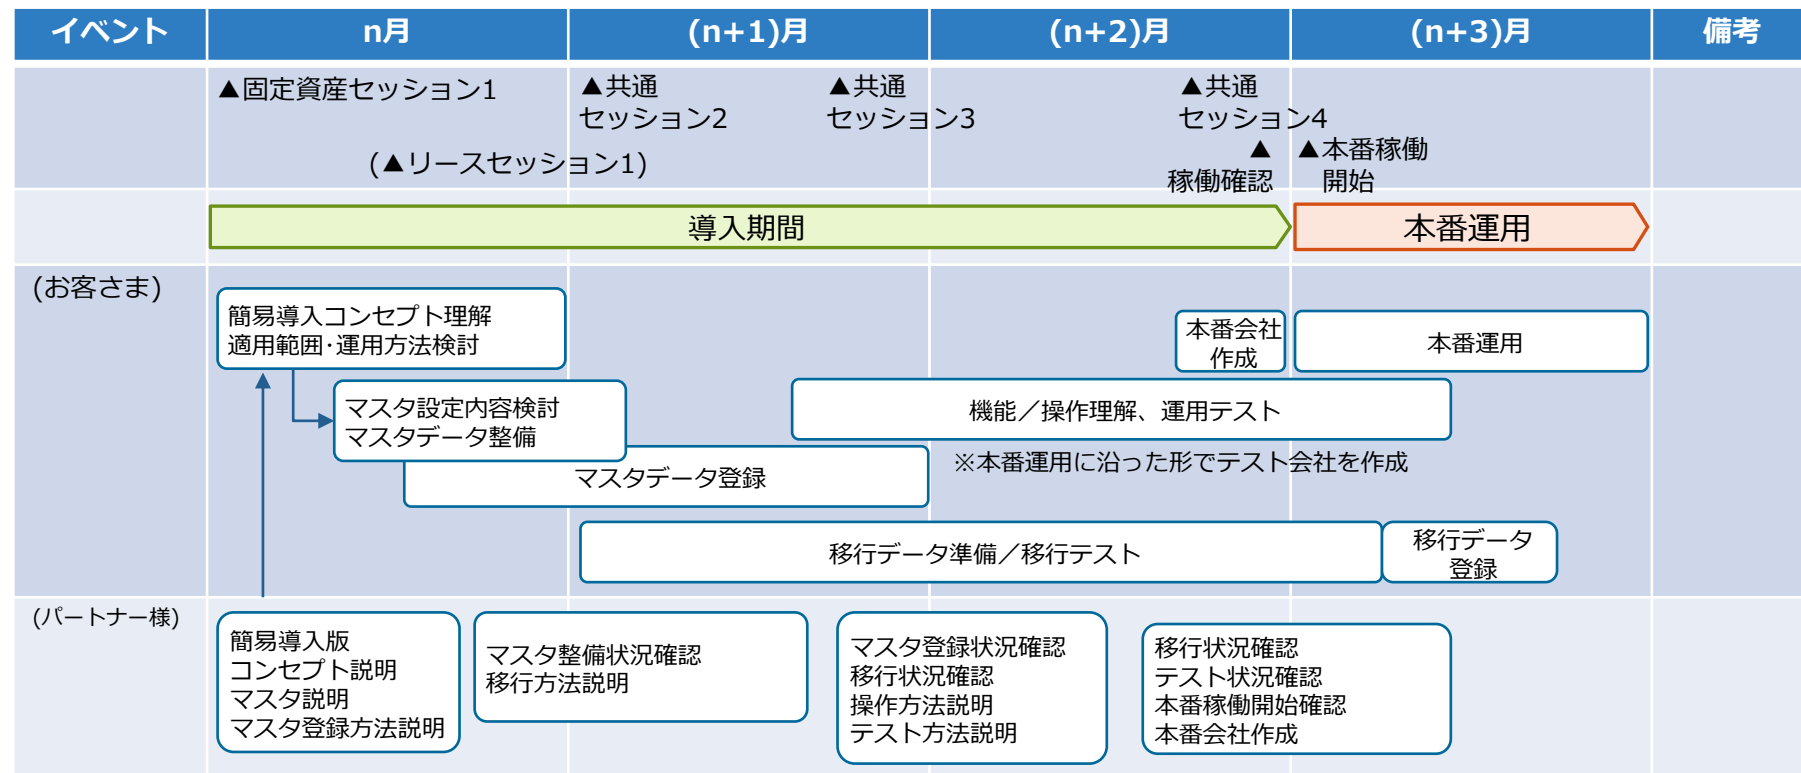 イベント
n月
(n+1)月
(n+2)月
(n+3)月
備考
▲固定資産セッション1
▲共通
セッション2
▲共通
セッション3
▲共通
セッション4
(▲リースセッション1)
▲
稼働確認
▲本番稼働
開始
導入期間
本番運用
(お客さま)
簡易導入コンセプト理解
適用範囲・運用方法検討
本番会社
作成
本番運用
マスタ設定内容検討
マスタデータ整備
機能／操作理解、運用テスト
※本番運用に沿った形でテスト会社を作成
マスタデータ登録
移行データ準備／移行テスト
移行データ
登録
(パートナー様)
簡易導入版
コンセプト説明
マスタ説明
マスタ登録方法説明
マスタ整備状況確認
移行方法説明
マスタ登録状況確認
移行状況確認
操作方法説明
テスト方法説明
移行状況確認
テスト状況確認
本番稼働開始確認
本番会社作成